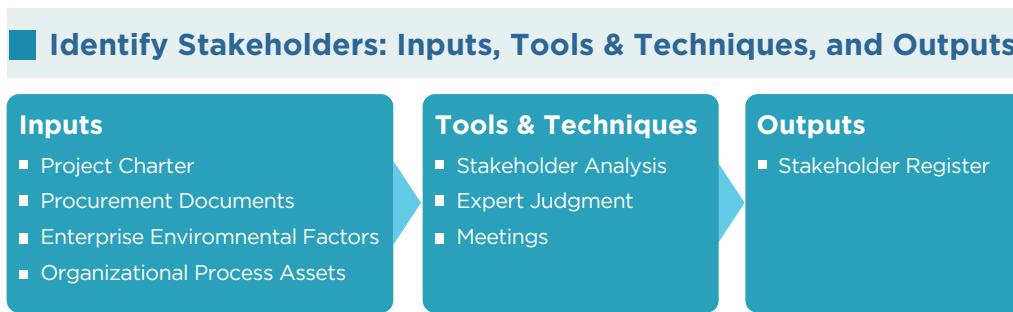 Identify Stakeholders: Inputs, Tools & Techniques, and Outputs
Inputs
Project Charter
Procurement Documents
Enterprise Enviromnental Factors
Organizational Process Assets
Tools & Techniques
Stakeholder Analysis
Expert Judgment
Meetings
Outputs
Stakeholder Register